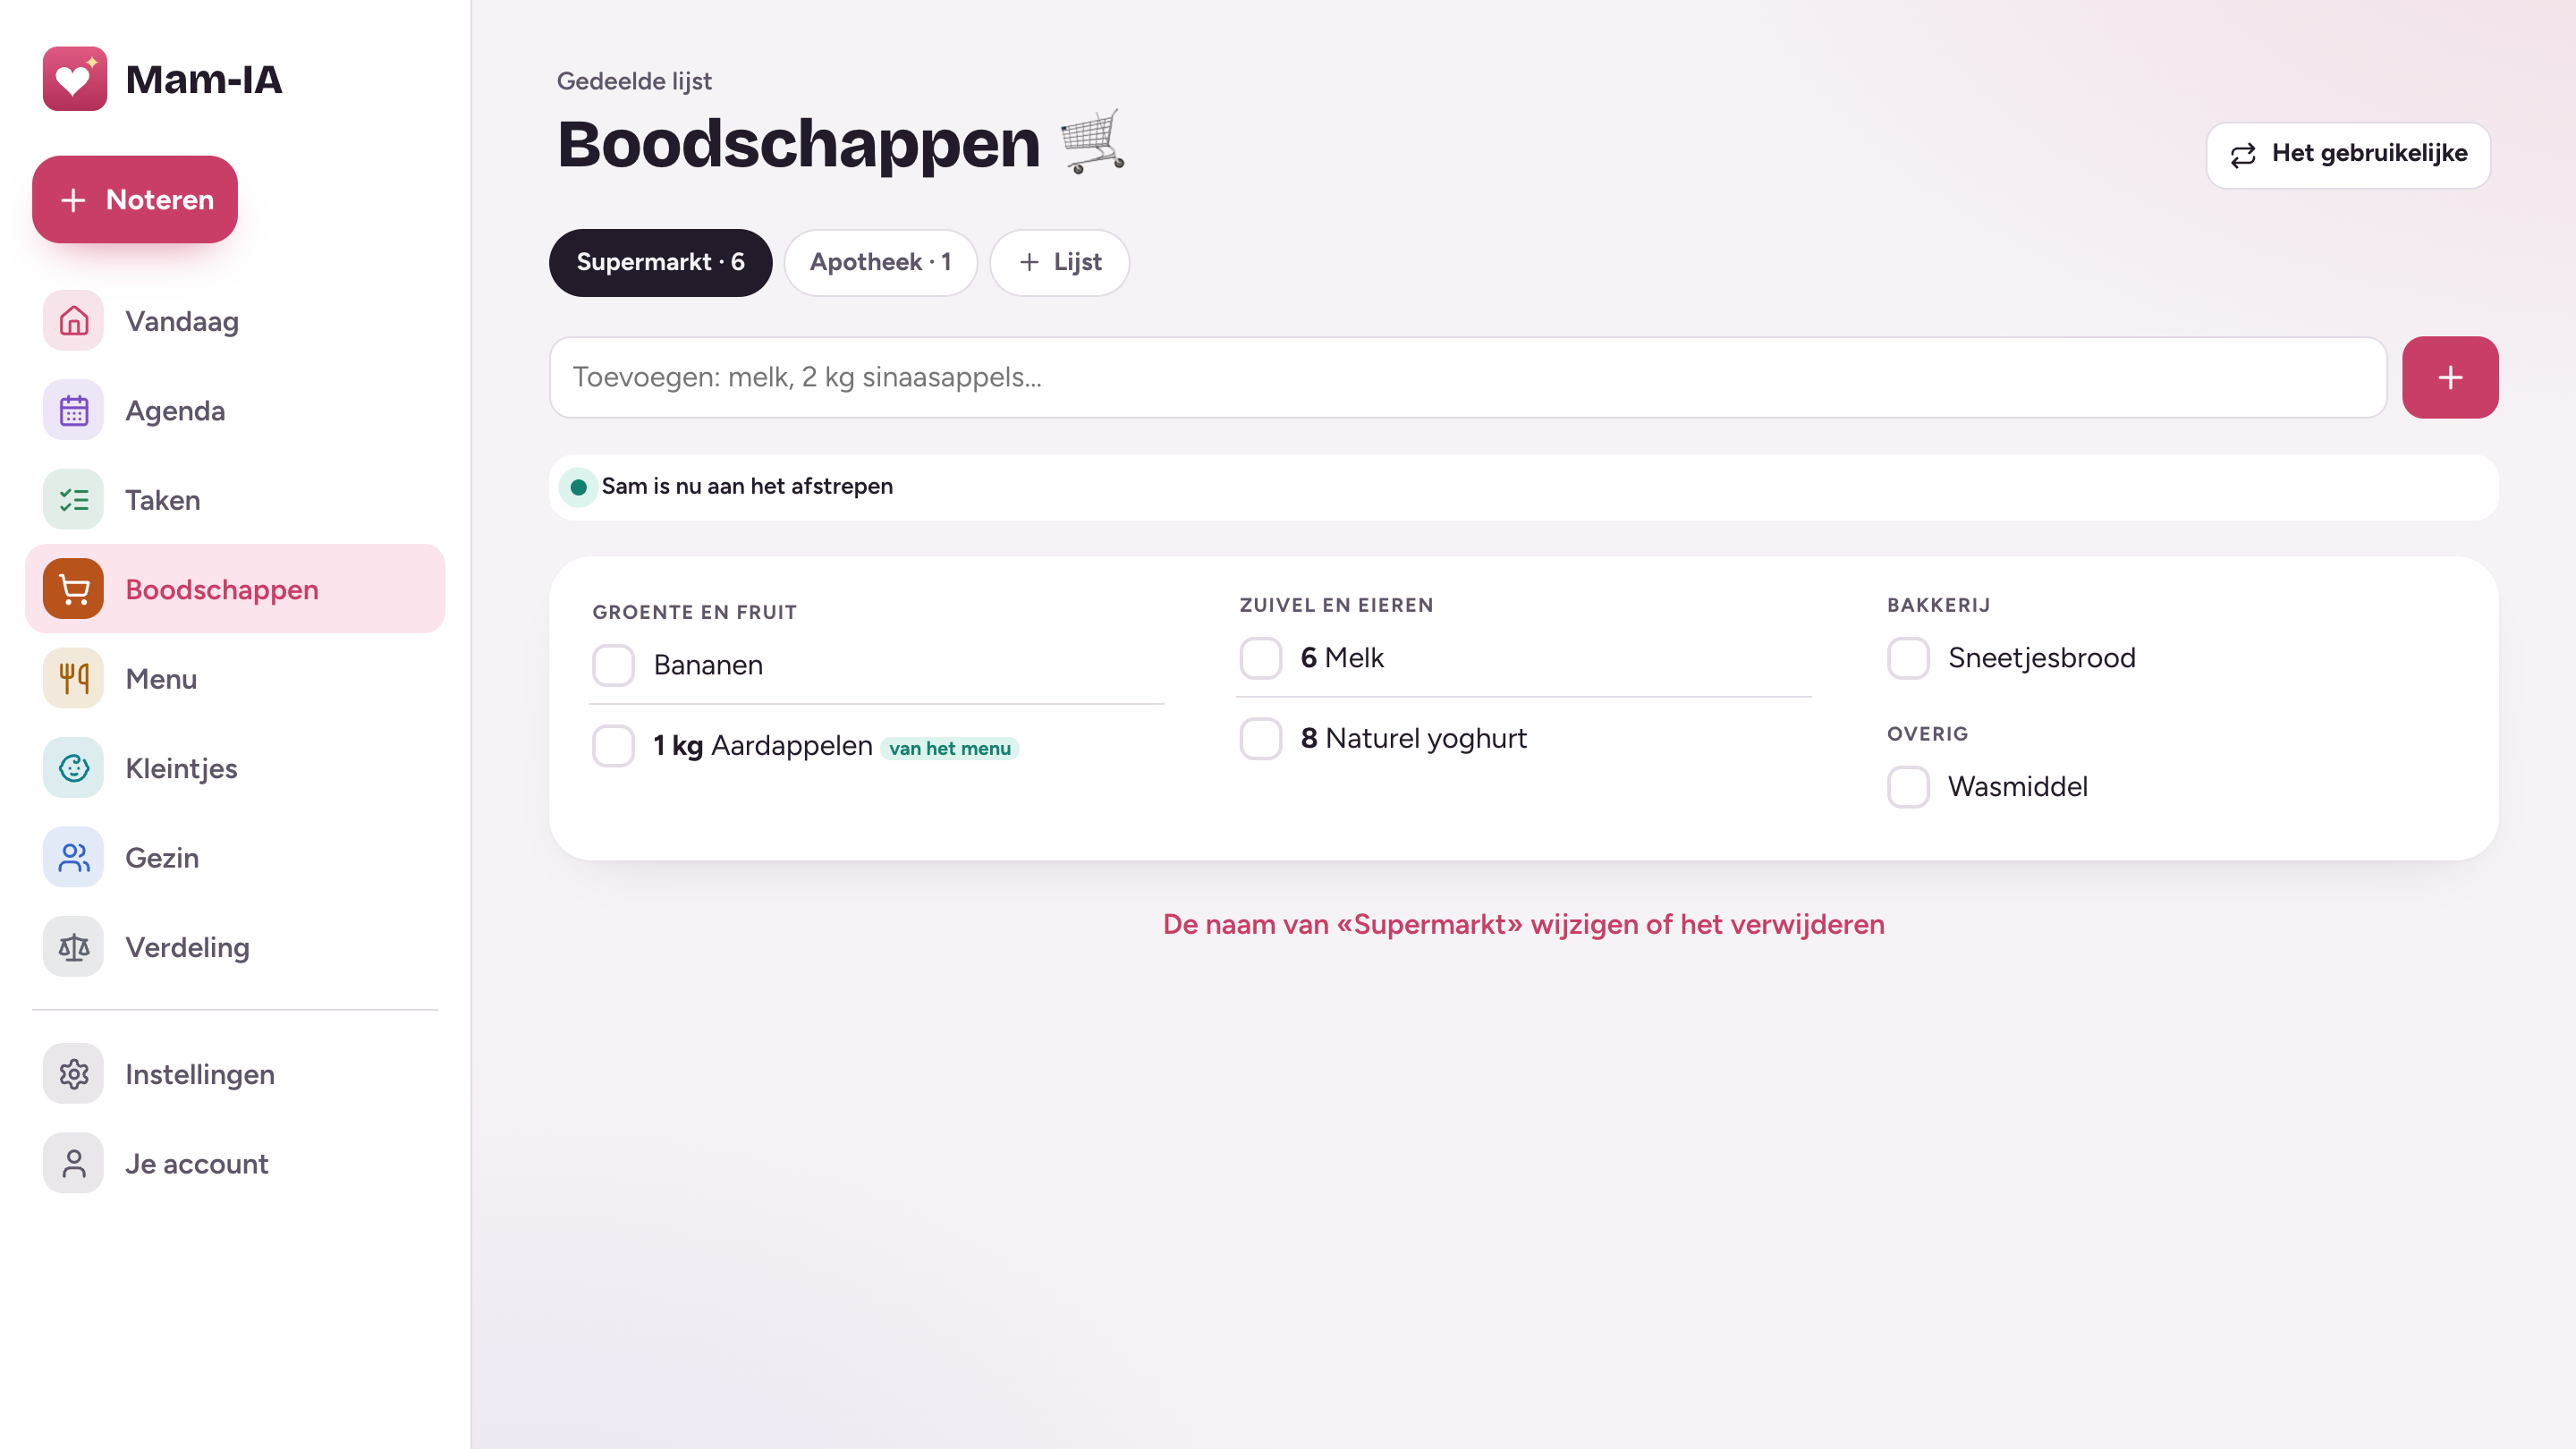 Mam-IA
Noteren
Vandaag
Agenda
Taken
Boodschappen
Menu
Kleintjes
Gezin
Verdeling
Instellingen
Je account
Gedeelde lijst
Boodschappen
Het gebruikelijke
Supermarkt · 6
Apotheek · 1
Lijst
Toevoegen: melk, 2 kg sinaasappels...
Sam is nu aan het afstrepen
GROENTE EN FRUIT
Bananen
1 kg Aardappelen van het menu
ZUIVEL EN EIEREN
6 Melk
8 Naturel yoghurt
BAKKERIJ
Sneetjesbrood
OVERIG
Wasmiddel
De naam van «Supermarkt» wijzigen of het verwijderen